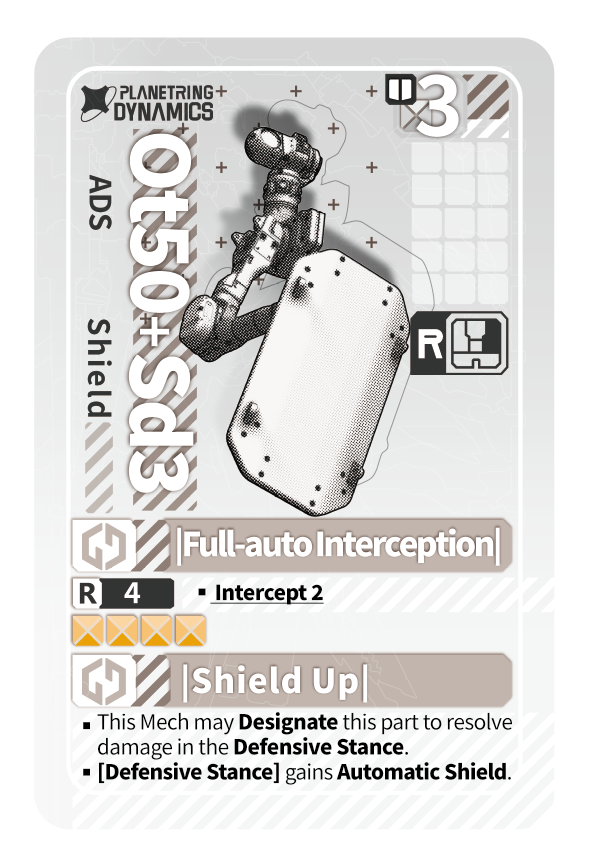 PLANETRING
DYNAMICS
3
ADS
Shield
Ot50+Sd3
R
|Full-auto Interception|
R 4
▪ Intercept 2
|Shield Up|
▪ This Mech may Designate this part to resolve
damage in the Defensive Stance.
▪ [Defensive Stance] gains Automatic Shield.